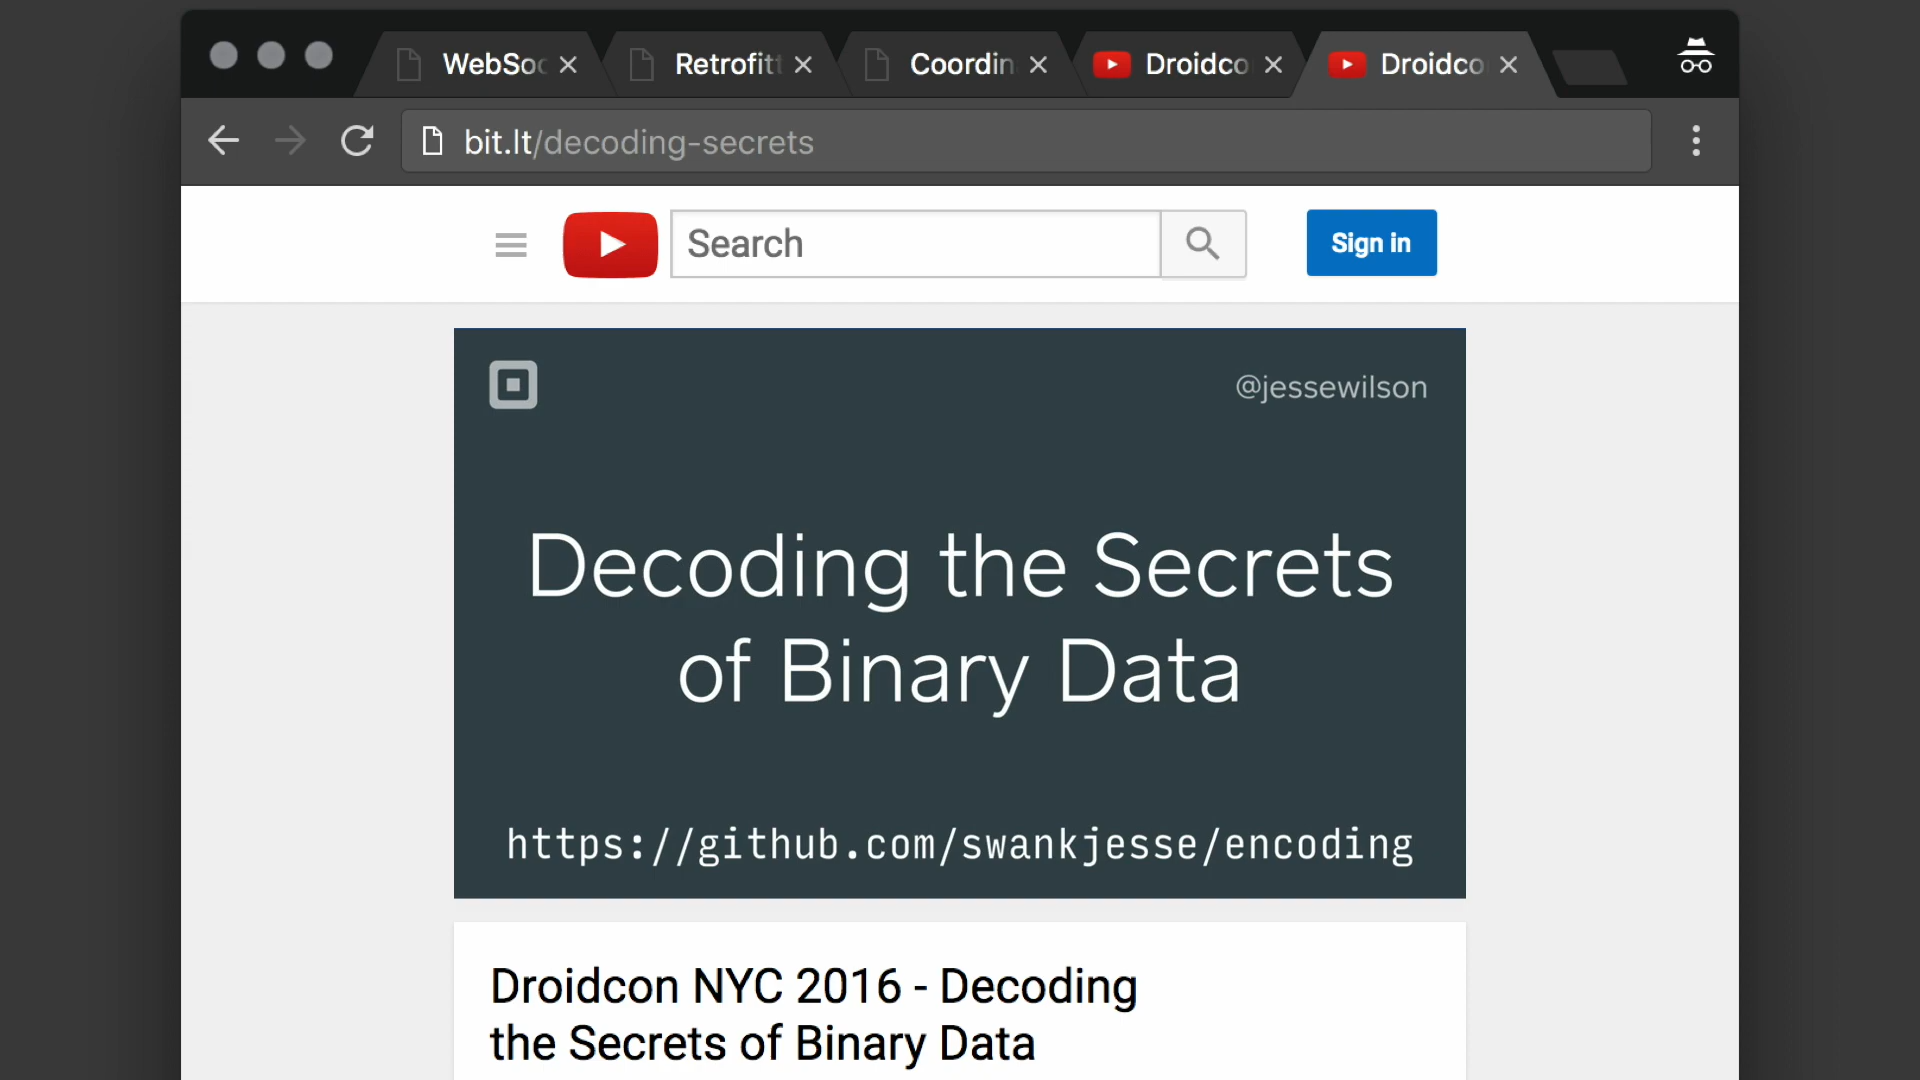 WebSoc
Retrofitt
Coordin
Droidco
Droidco
bit.lt/decoding-secrets
Search
Sign in
@jessewilson
Decoding the Secrets
of Binary Data
https://github.com/swankjesse/encoding
Droidcon NYC 2016 - Decoding
the Secrets of Binary Data